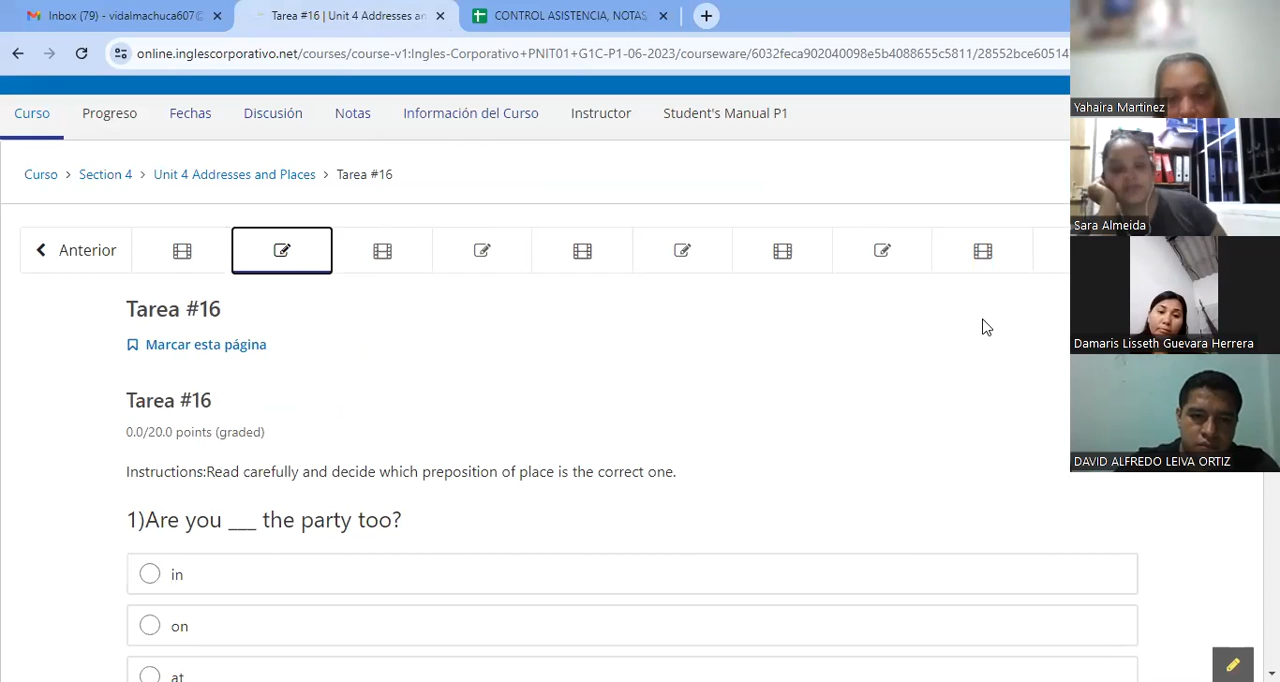 Inbox (79) - vidalmachuca607@
Tarea #16 | Unit 4 Addresses an
CONTROL ASISTENCIA, NOTAS
online.inglescorporativo.net/courses/course-v1:Ingles-Corporativo+PNIT01+G1C-P1-06-2023/courseware/6032feca902040098e5b4088655c5811/28552bce60514
Curso
Progreso
Fechas
Discusión
Notas
Información del Curso
Instructor
Student's Manual P1
Curso > Section 4 > Unit 4 Addresses and Places > Tarea #16
Anterior
Tarea #16
Marcar esta página
Tarea #16
0.0/20.0 points (graded)
Instructions:Read carefully and decide which preposition of place is the correct one.
1)Are you ___ the party too?
in
on
at
Yahaira Martinez
Sara Almeida
Damaris Lisseth Guevara Herrera
DAVID ALFREDO LEIVA ORTIZ